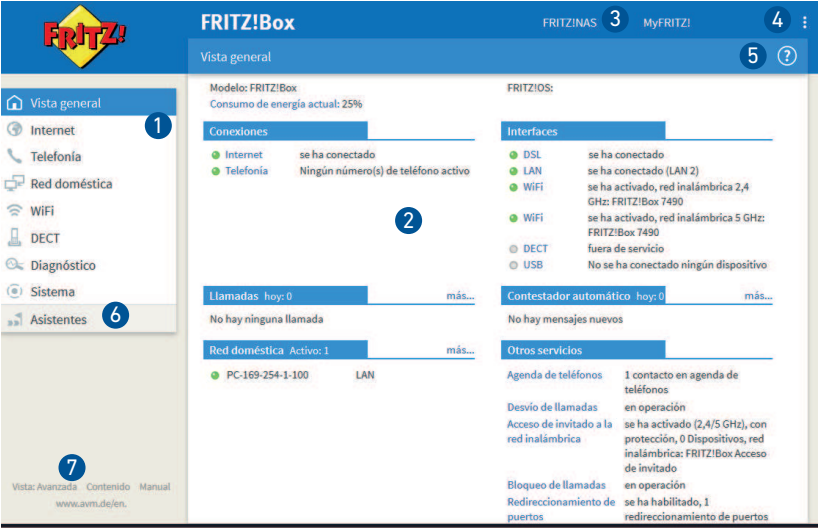 FRITZ!
FRITZ!Box
FRITZ!NAS 3 MyFRITZ! 4
Vista general 5 ?
Vista general
1
Internet
Telefonía
Red doméstica
WiFi
DECT
Diagnóstico
Sistema
Asistentes 6
7
Vista: Avanzada Contenido Manual
www.avm.de/en.
Modelo: FRITZ!Box
Consumo de energía actual: 25%
FRITZ!OS:
Conexiones
Internet se ha conectado
Telefonía Ningún número(s) de teléfono activo
2
Interfaces
DSL se ha conectado
LAN se ha conectado (LAN 2)
WiFi se ha activado, red inalámbrica 2,4
GHz: FRITZ!Box 7490
WiFi se ha activado, red inalámbrica 5 GHz:
FRITZ!Box 7490
DECT fuera de servicio
USB No se ha conectado ningún dispositivo
Llamadas hoy: 0 más...
No hay ninguna llamada
Contestador automático hoy: 0 más...
No hay mensajes nuevos
Red doméstica Activo: 1 más...
PC-169-254-1-100 LAN
Otros servicios
Agenda de teléfonos 1 contacto en agenda de
teléfonos
Desvío de llamadas en operación
Acceso de invitado a la se ha activado (2,4/5 GHz), con
red inalámbrica protección, 0 Dispositivos, red
inalámbrica: FRITZ!Box Acceso
de invitado
Bloqueo de llamadas en operación
Redireccionamiento de se ha habilitado, 1
puertos redireccionamiento de puertos